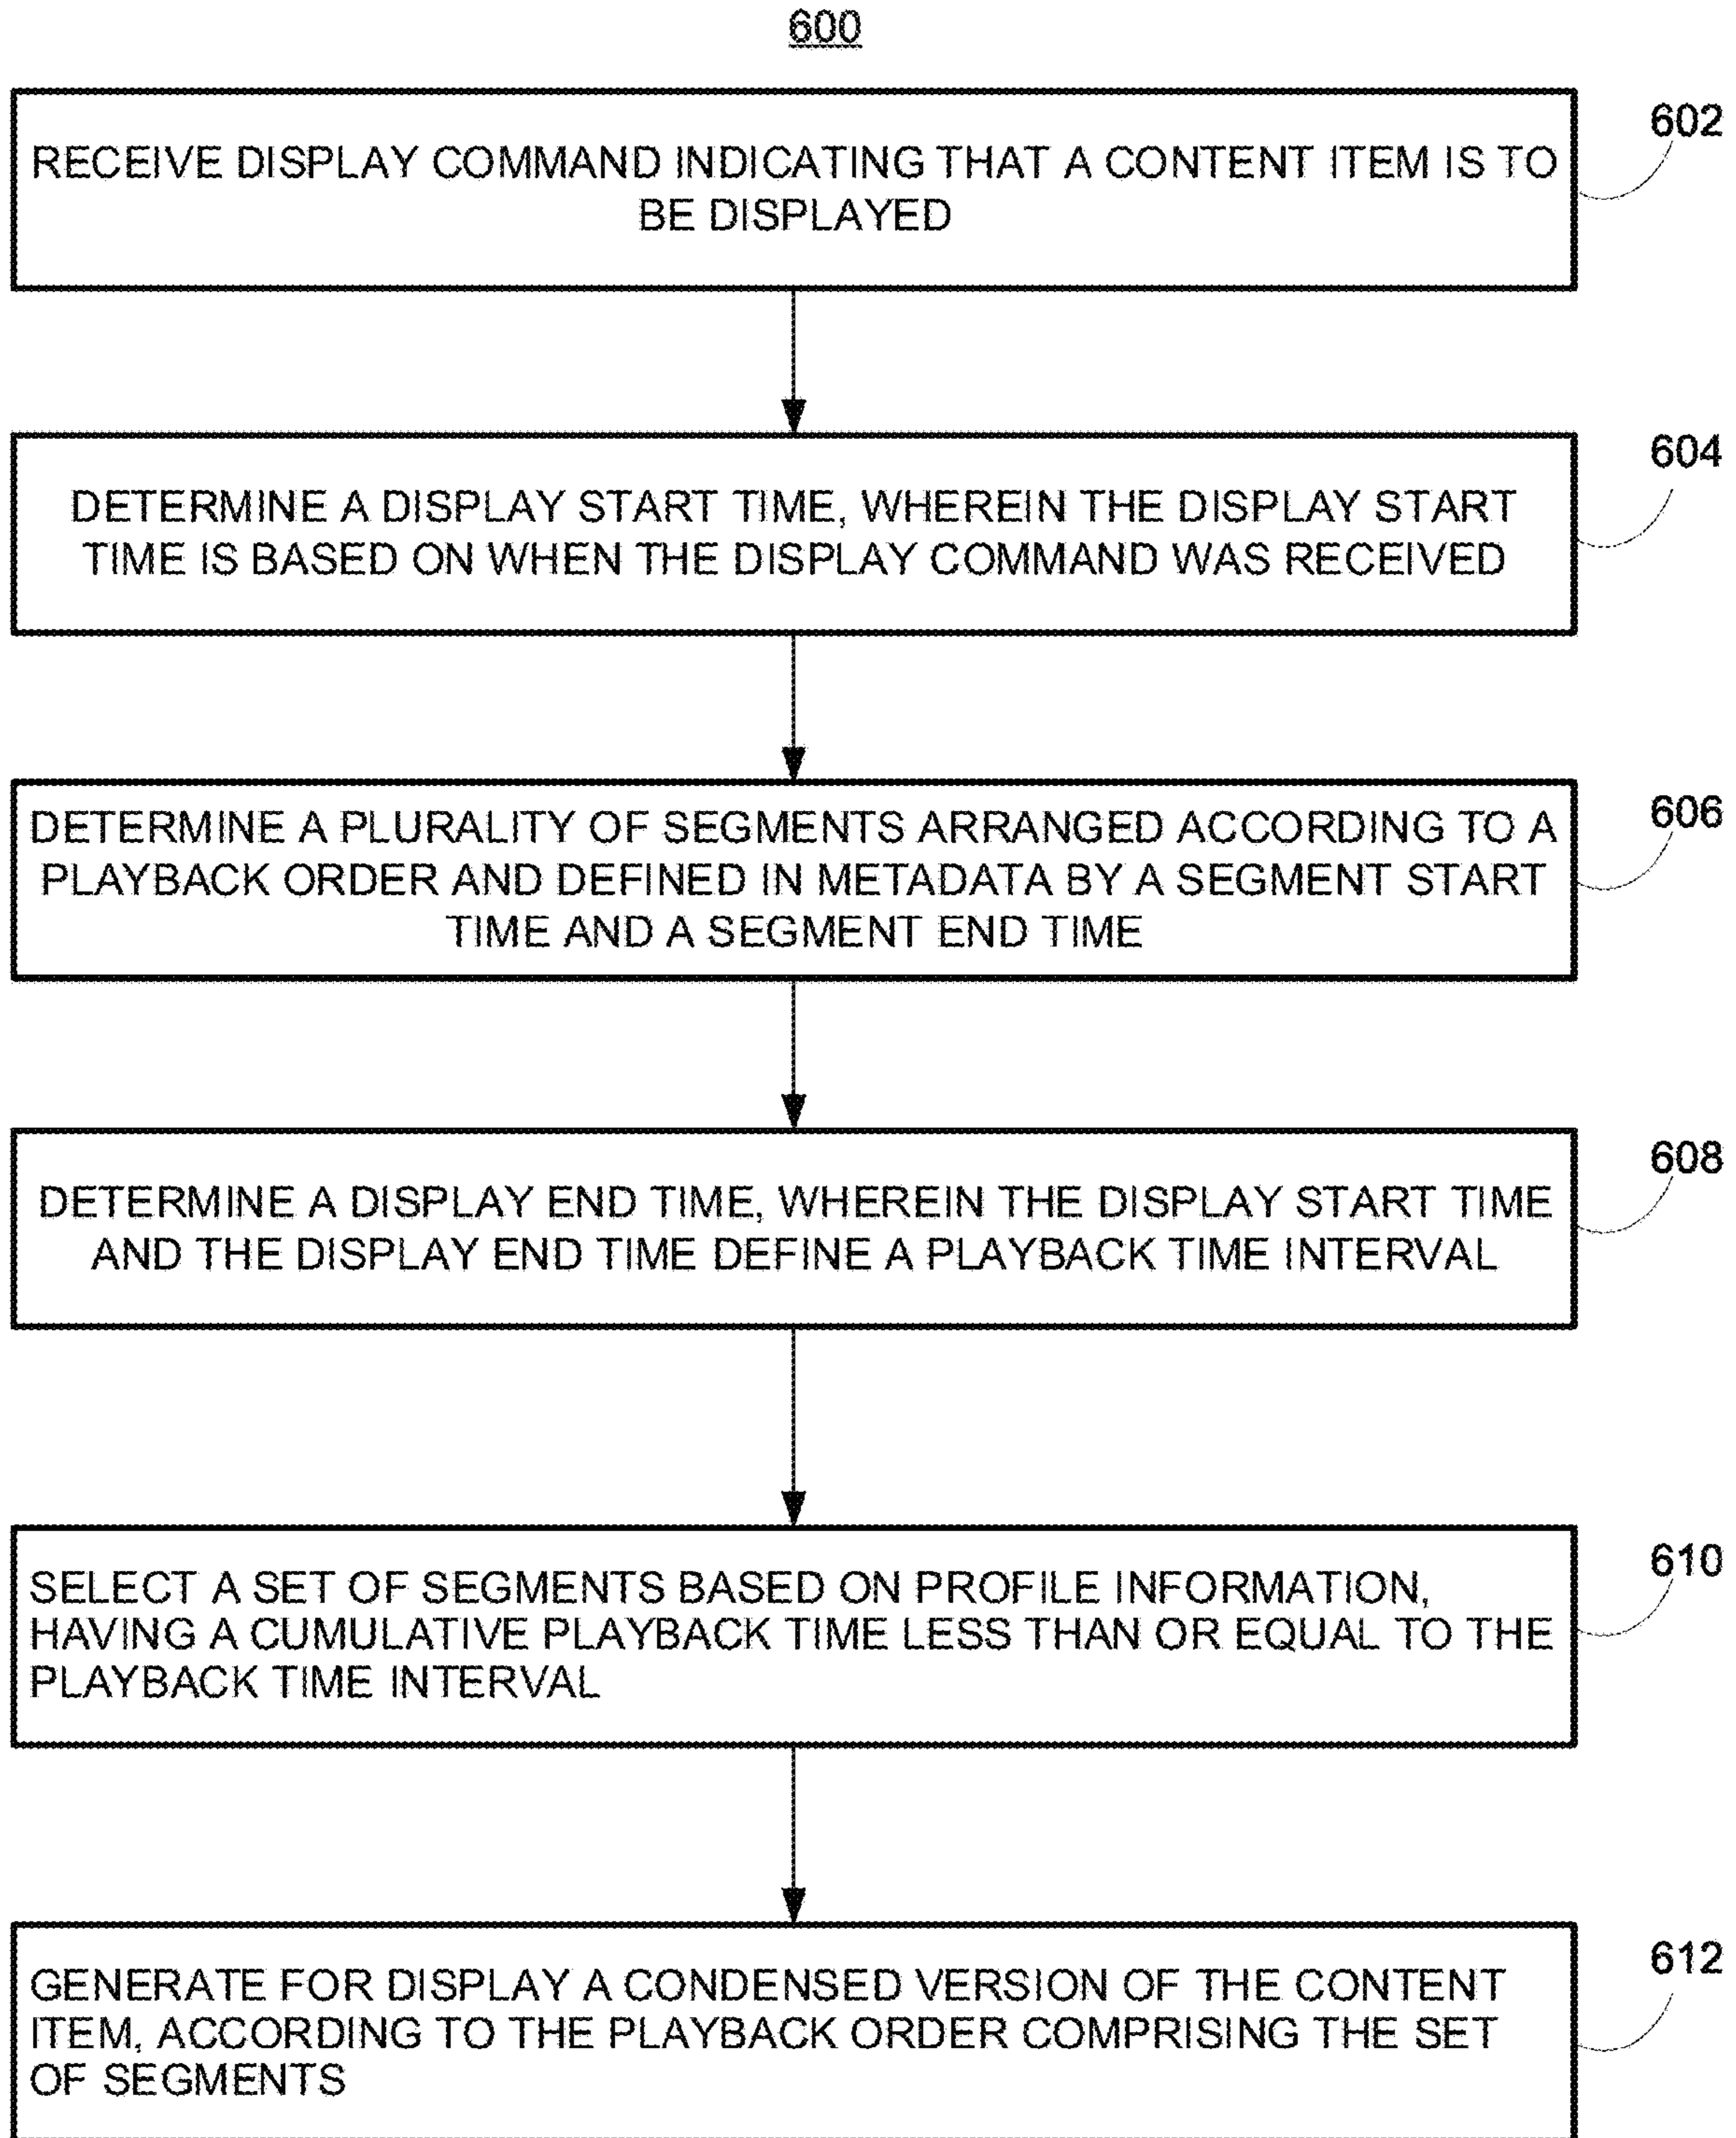 600
602
RECEIVE DISPLAY COMMAND INDICATING THAT A CONTENT ITEM IS TO
BE DISPLAYED
604
DETERMINE A DISPLAY START TIME, WHEREIN THE DISPLAY START
TIME IS BASED ON WHEN THE DISPLAY COMMAND WAS RECEIVED
606
DETERMINE A PLURALITY OF SEGMENTS ARRANGED ACCORDING TO A
PLAYBACK ORDER AND DEFINED IN METADATA BY A SEGMENT START
TIME AND A SEGMENT END TIME
608
DETERMINE A DISPLAY END TIME, WHEREIN THE DISPLAY START TIME
AND THE DISPLAY END TIME DEFINE A PLAYBACK TIME INTERVAL
610
SELECT A SET OF SEGMENTS BASED ON PROFILE INFORMATION,
HAVING A CUMULATIVE PLAYBACK TIME LESS THAN OR EQUAL TO THE
PLAYBACK TIME INTERVAL
612
GENERATE FOR DISPLAY A CONDENSED VERSION OF THE CONTENT
ITEM, ACCORDING TO THE PLAYBACK ORDER COMPRISING THE SET
OF SEGMENTS